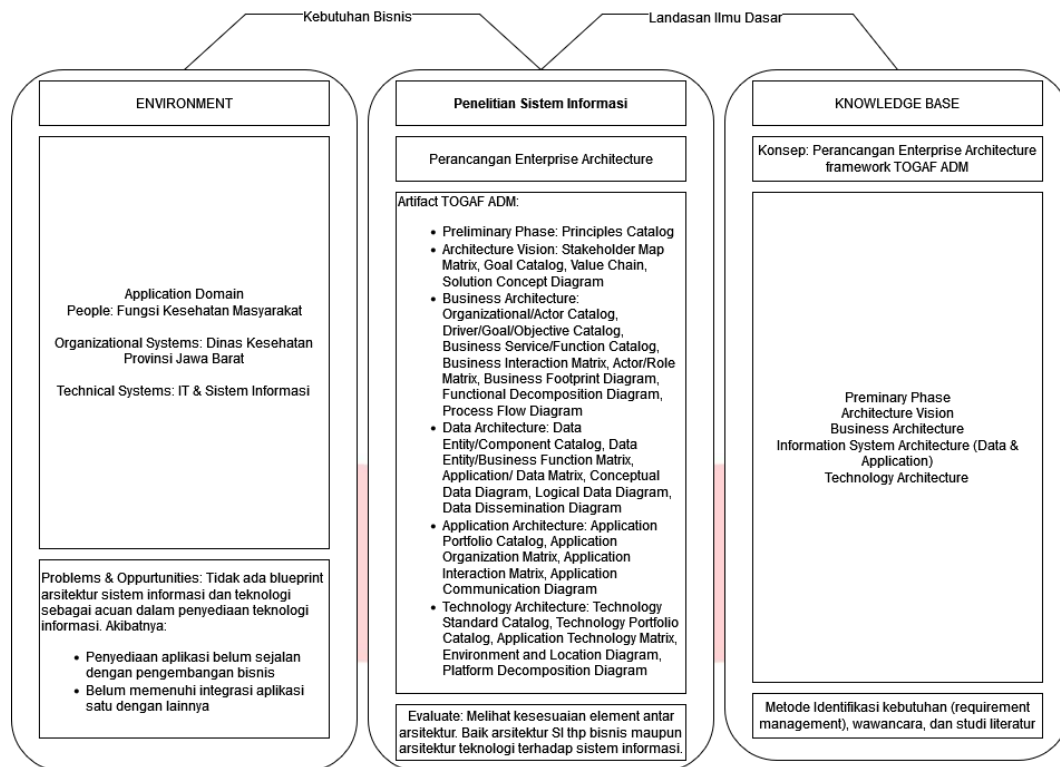 Kebutuhan Bisnis
Landasan Ilmu Dasar
ENVIRONMENT
Application Domain
People: Fungsi Kesehatan Masyarakat
Organizational Systems: Dinas Kesehatan
Provinsi Jawa Barat
Technical Systems: IT & Sistem Informasi
Problems & Oppurtunities: Tidak ada blueprint
arsitektur sistem informasi dan teknologi
sebagai acuan dalam penyediaan teknologi
informasi. Akibatnya:
• Penyediaan aplikasi belum sejalan
dengan pengembangan bisnis
• Belum memenuhi integrasi aplikasi
satu dengan lainnya
Penelitian Sistem Informasi
Perancangan Enterprise Architecture
Artifact TOGAF ADM:
• Preliminary Phase: Principles Catalog
• Architecture Vision: Stakeholder Map
Matrix, Goal Catalog, Value Chain,
Solution Concept Diagram
• Business Architecture:
Organizational/Actor Catalog,
Driver/Goal/Objective Catalog,
Business Service/Function Catalog,
Business Interaction Matrix, Actor/Role
Matrix, Business Footprint Diagram,
Functional Decomposition Diagram,
Process Flow Diagram
• Data Architecture: Data
Entity/Component Catalog, Data
Entity/Business Function Matrix,
Application/ Data Matrix, Conceptual
Data Diagram, Logical Data Diagram,
Data Dissemination Diagram
• Application Architecture: Application
Portfolio Catalog, Application
Organization Matrix, Application
Interaction Matrix, Application
Communication Diagram
• Technology Architecture: Technology
Standard Catalog, Technology Portfolio
Catalog, Application Technology Matrix,
Environment and Location Diagram,
Platform Decomposition Diagram
Evaluate: Melihat kesesuaian element antar
arsitektur. Baik arsitektur SI thp bisnis maupun
arsitektur teknologi terhadap sistem informasi.
KNOWLEDGE BASE
Konsep: Perancangan Enterprise Architecture
framework TOGAF ADM
Preminary Phase
Architecture Vision
Business Architecture
Information System Architecture (Data &
Application)
Technology Architecture
Metode Identifikasi kebutuhan (requirement
management), wawancara, dan studi literatur